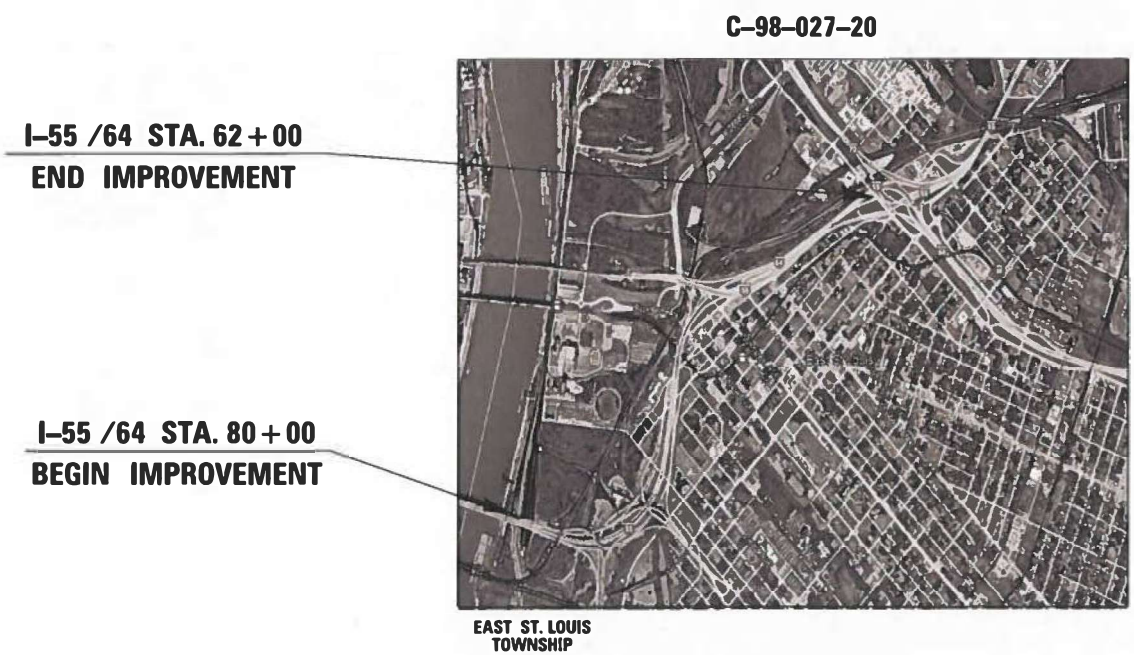 C-98-027-20
I-55 /64 STA. 62+00
END IMPROVEMENT
I-55 /64 STA. 80+00
BEGIN IMPROVEMENT
EAST ST. LOUIS
TOWNSHIP